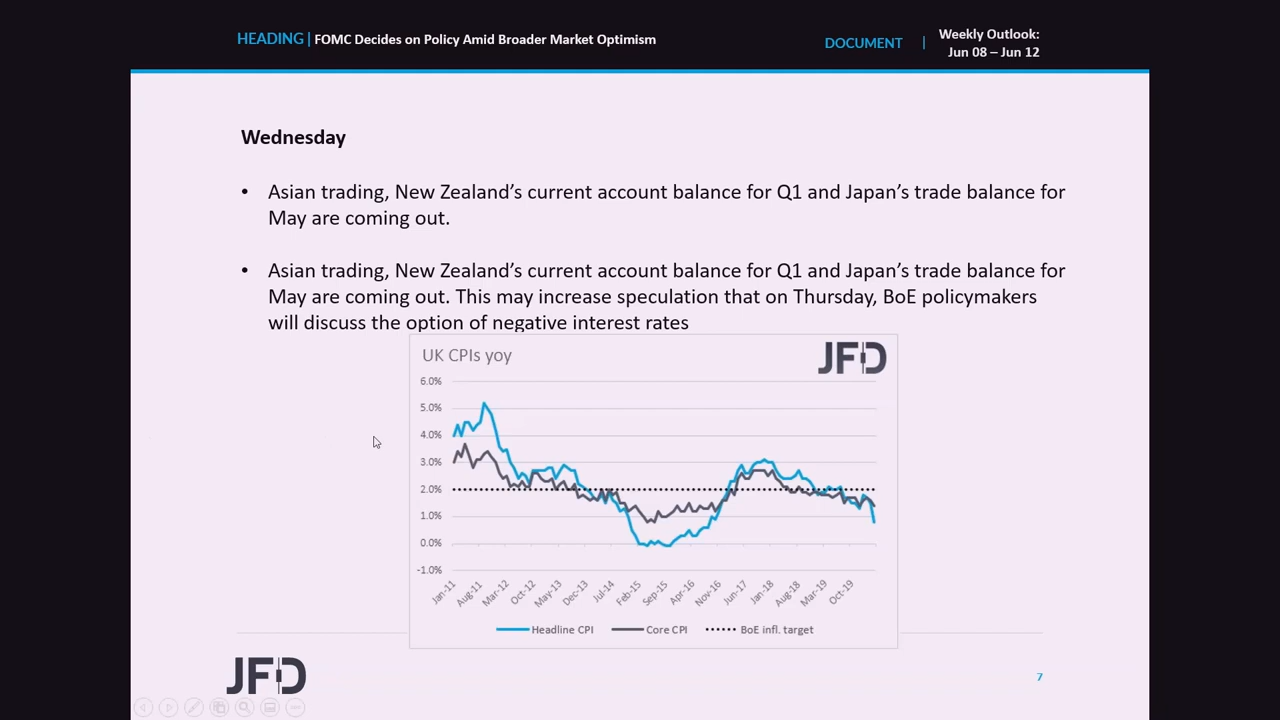 HEADING | FOMC Decides on Policy Amid Broader Market Optimism
DOCUMENT | Weekly Outlook:
Jun 08 – Jun 12
Wednesday
• Asian trading, New Zealand’s current account balance for Q1 and Japan’s trade balance for
May are coming out.
• Asian trading, New Zealand’s current account balance for Q1 and Japan’s trade balance for
May are coming out. This may increase speculation that on Thursday, BoE policymakers
will discuss the option of negative interest rates
UK CPIs yoy
JFD
6.0%
5.0%
4.0%
3.0%
2.0%
1.0%
0.0%
-1.0%
Jan-11 Aug-11 Mar-12 Oct-12 May-13 Dec-13 Jul-14 Feb-15 Sep-15 Apr-16 Nov-16 Jun-17 Jan-18 Aug-18 Mar-19 Oct-19
Headline CPI Core CPI BoE infl. target
JFD
7